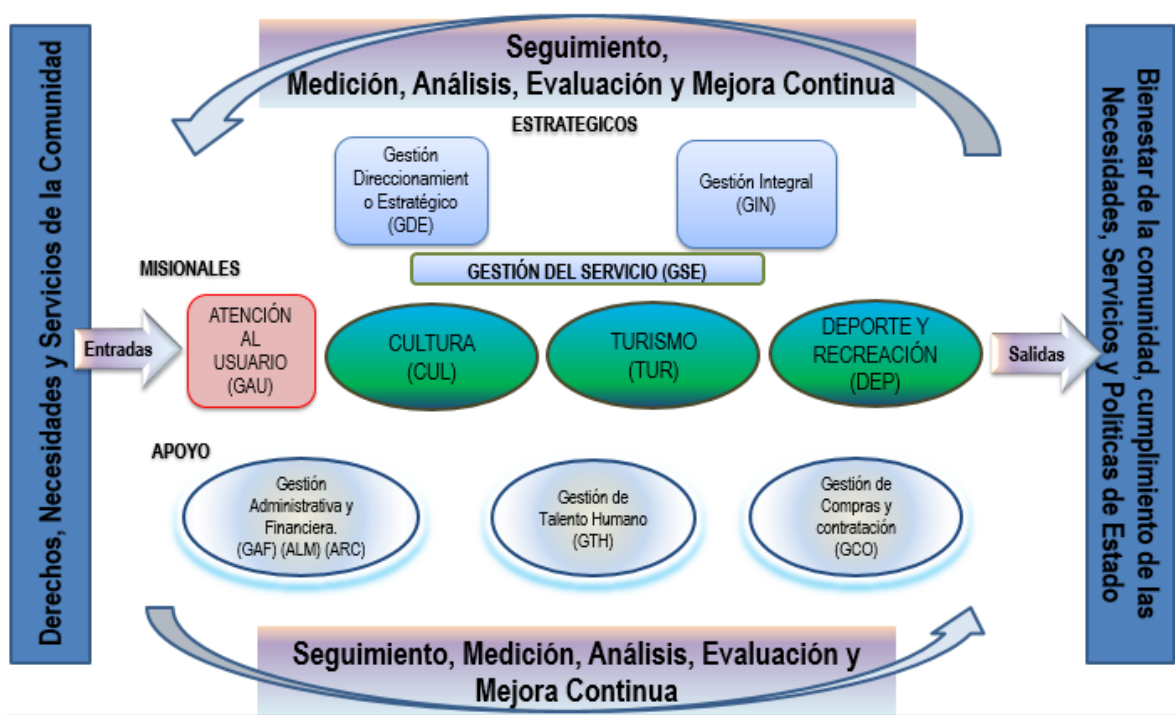 Seguimiento,
Medición, Análisis, Evaluación y Mejora Continua
Derechos, Necesidades y Servicios de la Comunidad
ESTRATEGICOS
Gestión
Direccionamient
o Estratégico
(GDE)
Gestión Integral
(GIN)
GESTIÓN DEL SERVICIO (GSE)
MISIONALES
Entradas
ATENCIÓN
AL
USUARIO
(GAU)
CULTURA
(CUL)
TURISMO
(TUR)
DEPORTE Y
RECREACIÓN
(DEP)
Salidas
APOYO
Gestión
Administrativa y
Financiera.
(GAF) (ALM) (ARC)
Gestión de
Talento Humano
(GTH)
Gestión de
Compras y
contratación
(GCO)
Bienestar de la comunidad, cumplimiento de las
Necesidades, Servicios y Políticas de Estado
Seguimiento, Medición, Análisis, Evaluación y
Mejora Continua